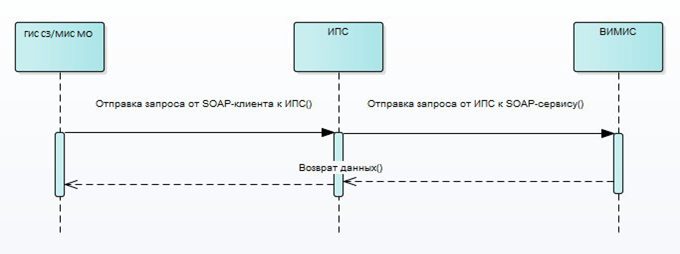 ГИС СЗ/МИС МО
ИПС
ВИМИС
Отправка запроса от SOAP-клиента к ИПС()
Отправка запроса от ИПС к SOAP-сервису()
Возврат данных()